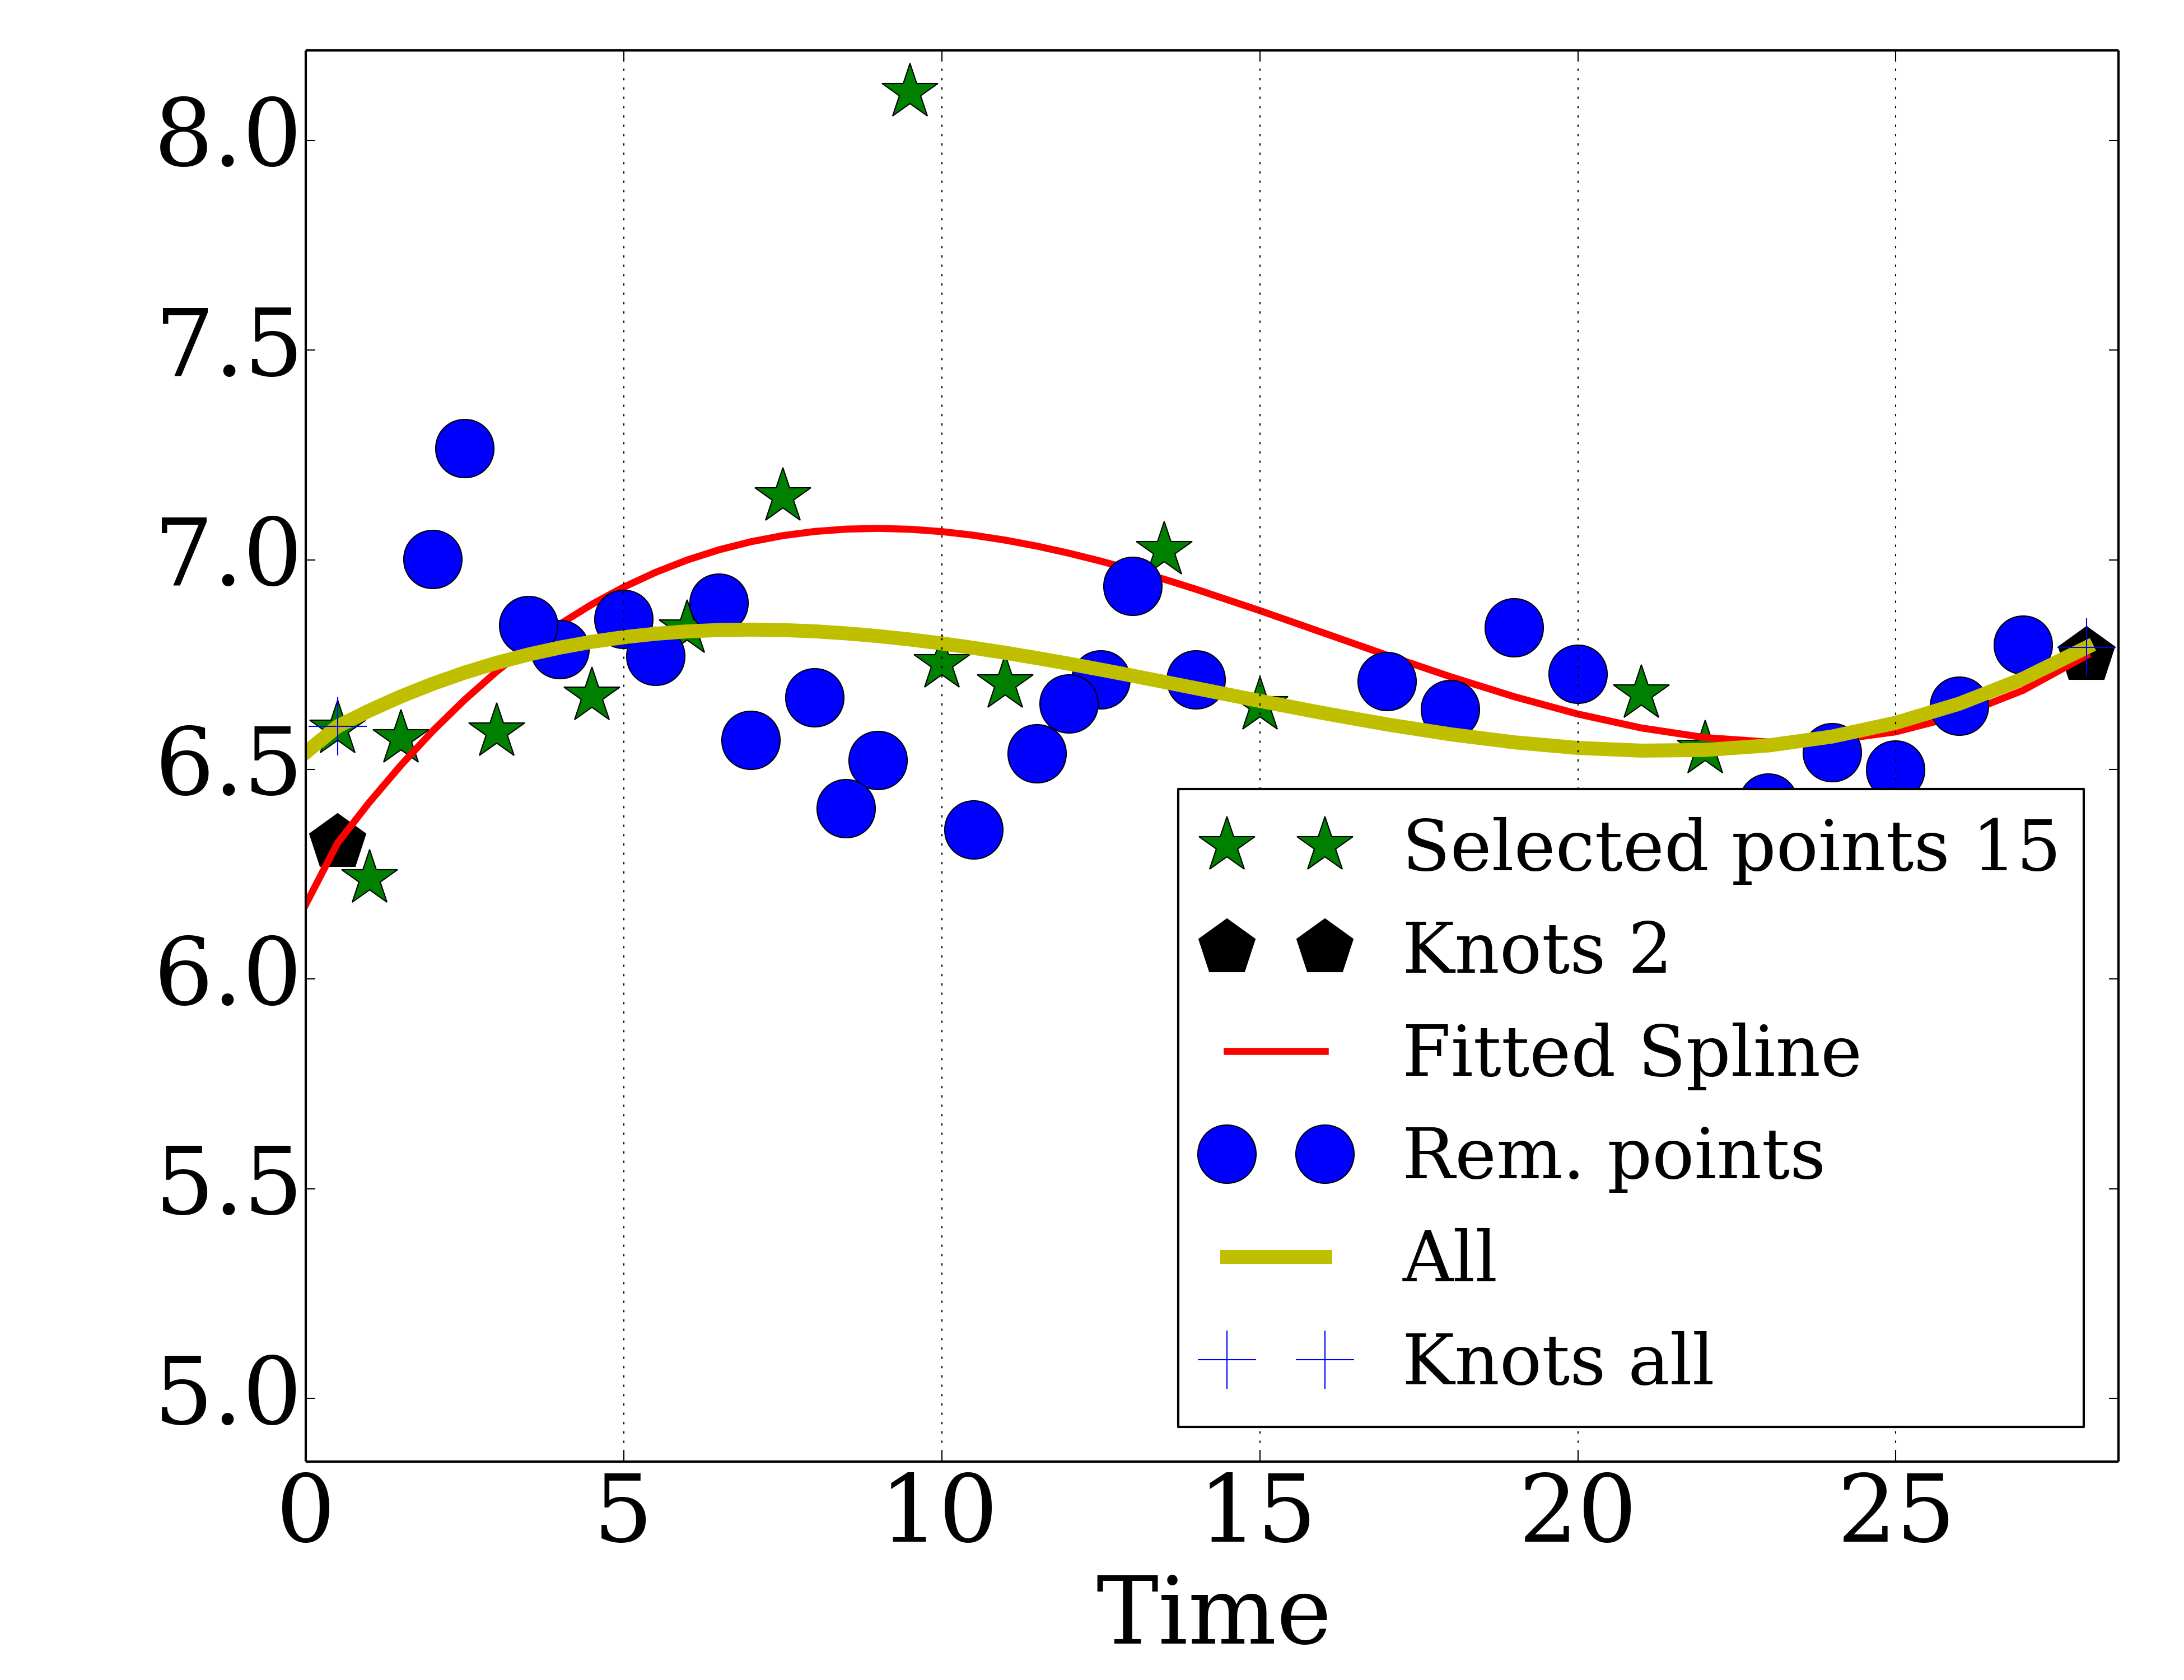 8.0
7.5
7.0
6.5
6.0
5.5
5.0
Selected points 15
Knots 2
Fitted Spline
Rem. points
All
Knots all
0 5 10 15 20 25
Time